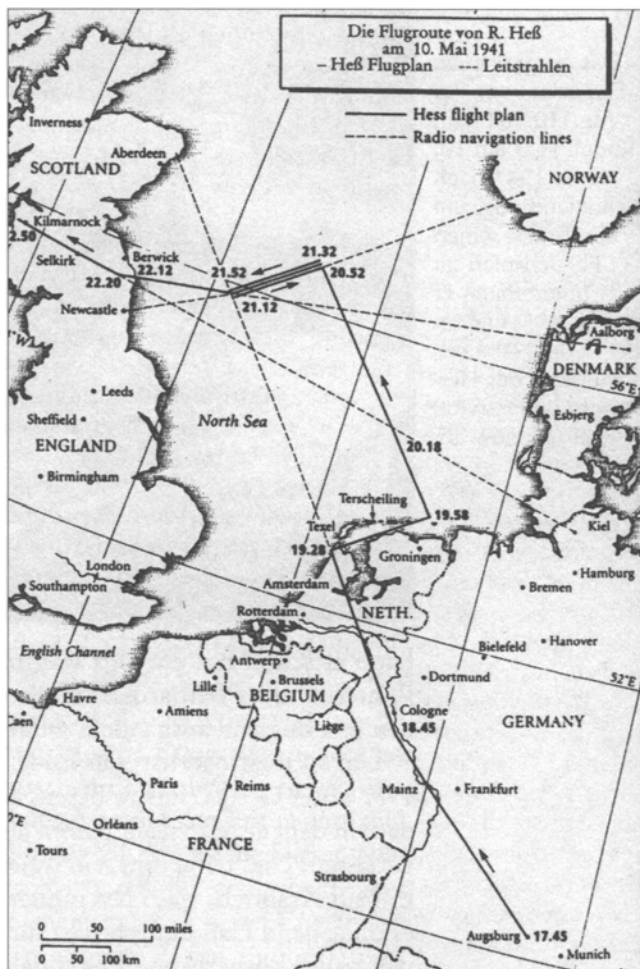 Die Flugroute von R. Heß
am 10. Mai 1941
– Heß Flugplan --- Leitstrahlen
Hess flight plan
Radio navigation lines
Inverness
SCOTLAND
Aberdeen
NORWAY
Kilmarnock
2.50
Selkirk
Berwick
22.12
22.20
21.52
21.32
20.52
21.12
Newcastle
Aalborg
DENMARK
56°E
Esbjerg
Leeds
Sheffield
North Sea
ENGLAND
20.18
Birmingham
Terscheiling
19.58
Kiel
Texel
19.28
Groningen
Hamburg
London
Amsterdam
Bremen
Southampton
Rotterdam
NETH.
Hanover
English Channel
Bielefeld
52°E
Antwerp
Brussels
Dortmund
Lille
BELGIUM
Havre
Caen
Amiens
Cologne
GERMANY
Liège
18.45
Paris
Reims
Mainz
Frankfurt
0°E
Orléans
Tours
FRANCE
Strasbourg
0 50 100 miles
0 50 100 km
Augsburg
17.45
Munich